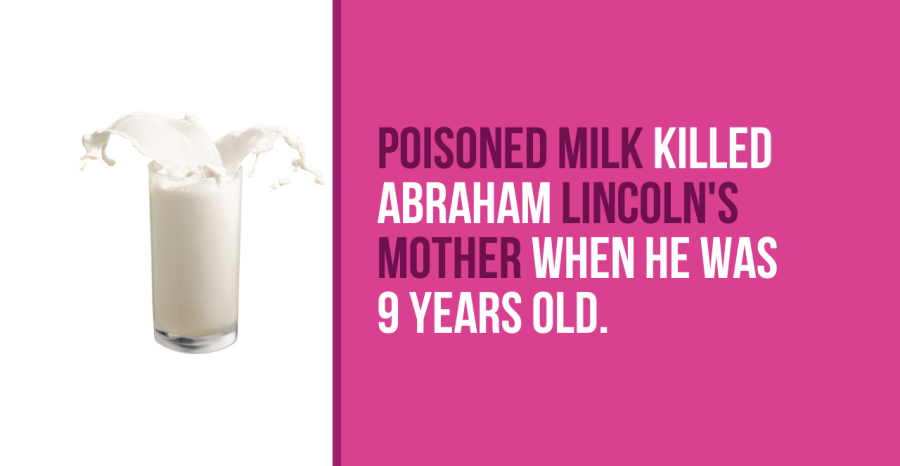 POISONED MILK KILLED
ABRAHAM LINCOLN'S
MOTHER WHEN HE WAS
9 YEARS OLD.